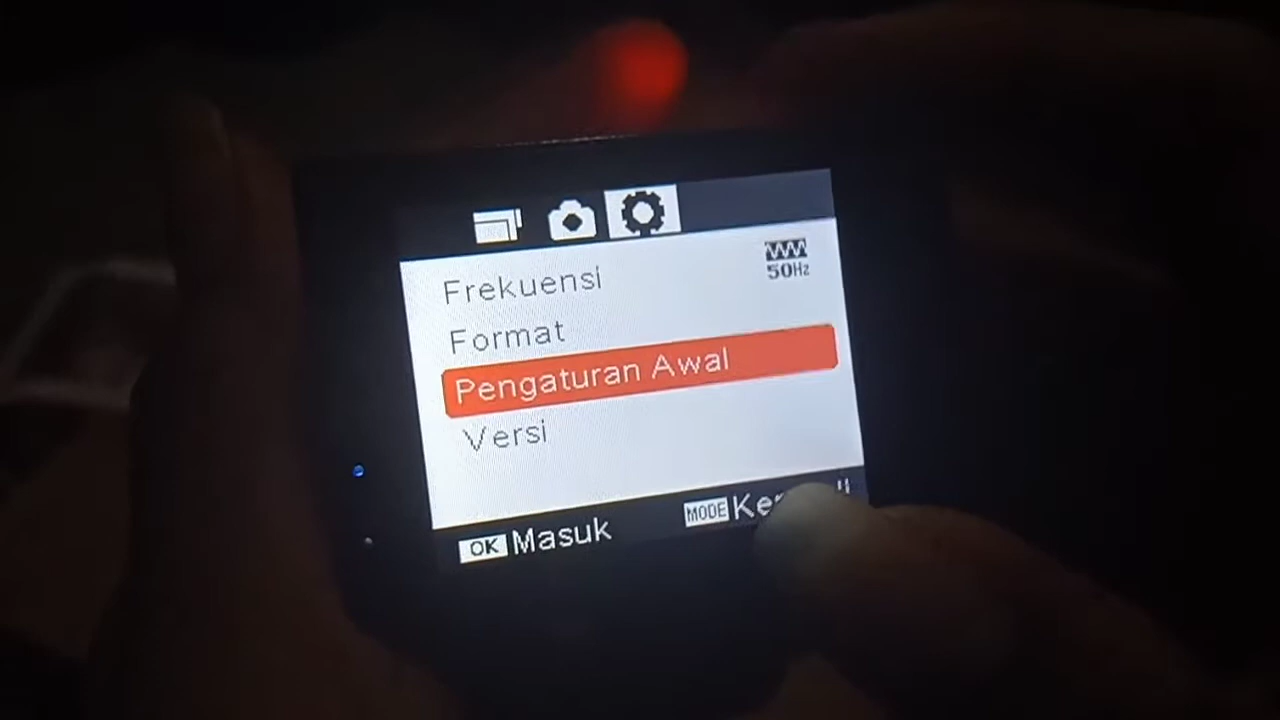 Frekuensi
50Hz
Format
Pengaturan Awal
Versi
OK Masuk
MODE